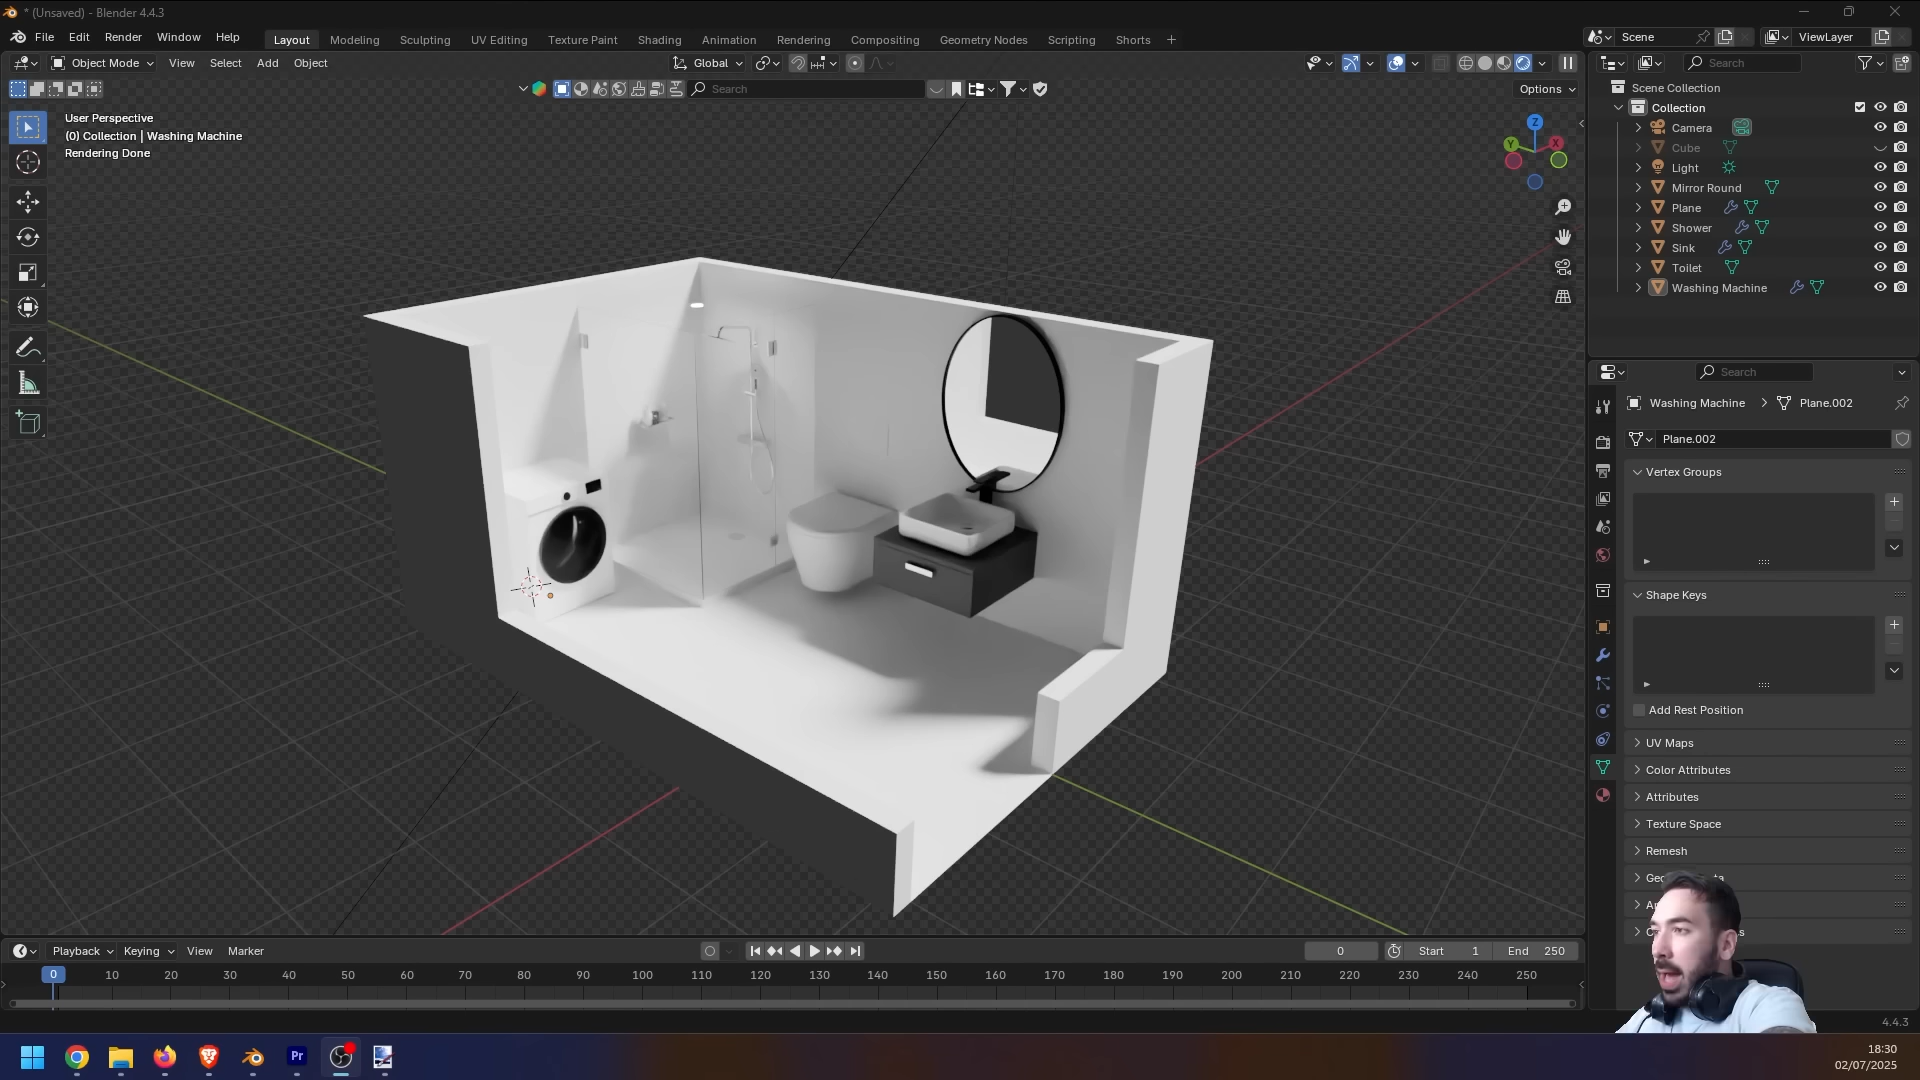 * (Unsaved) - Blender 4.4.3
File Edit Render Window Help
Layout Modeling Sculpting UV Editing Texture Paint Shading Animation Rendering Compositing Geometry Nodes Scripting Shorts +
Scene
ViewLayer
Object Mode View Select Add Object
Global
Search
Search
Options
User Perspective
(0) Collection | Washing Machine
Rendering Done
Z
Y
X
Scene Collection
Collection
Camera
Cube
Light
Mirror Round
Plane
Shower
Sink
Toilet
Washing Machine
Search
Washing Machine > Plane.002
Plane.002
Vertex Groups
Shape Keys
Add Rest Position
UV Maps
Color Attributes
Attributes
Texture Space
Remesh
Playback Keying View Marker
0 Start 1 End 250
0 10 20 30 40 50 60 70 80 90 100 110 120 130 140 150 160 170 180 190 200 210 220 230 240 250
4.4.3
Pr
18:30
02/07/2025